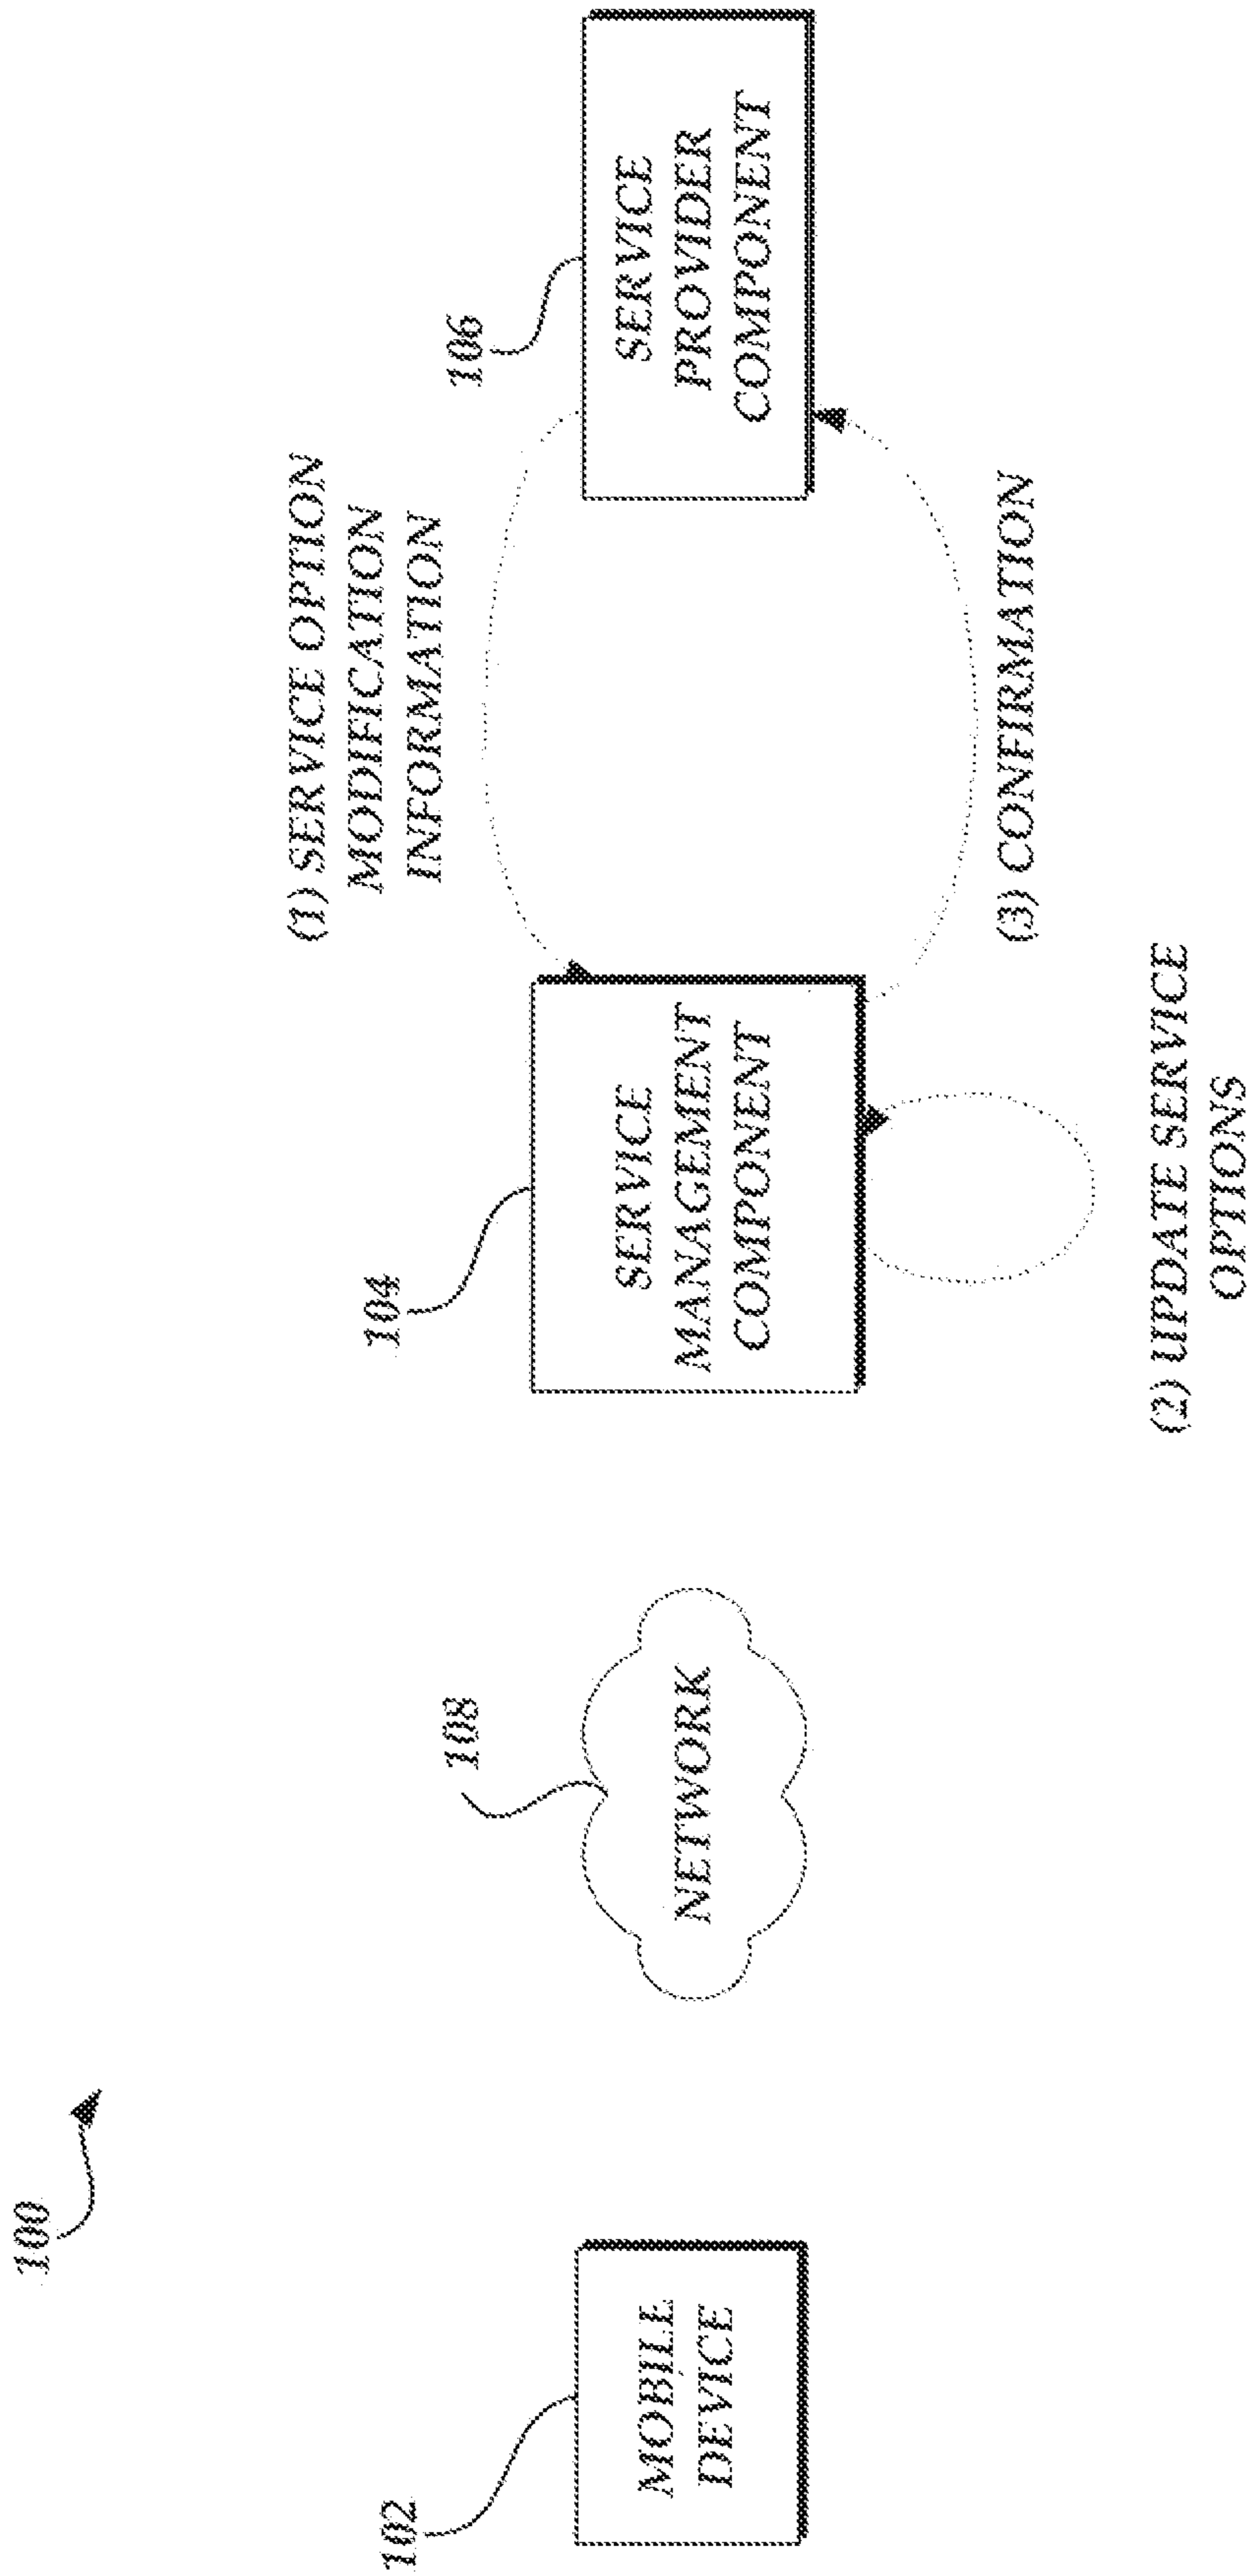 100
(1) SERVICE OPTION
MODIFICATION
INFORMATION
102
108
104
106
MOBILE
DEVICE
NETWORK
SERVICE
MANAGEMENT
COMPONENT
SERVICE
PROVIDER
COMPONENT
(3) CONFIRMATION
(2) UPDATE SERVICE
OPTIONS